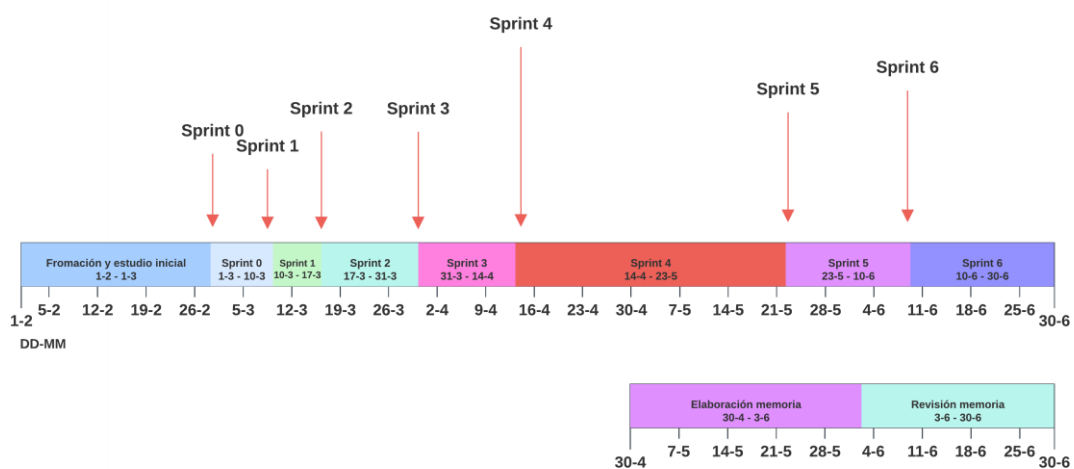 Sprint 4
Sprint 6
Sprint 5
Sprint 2
Sprint 3
Sprint 0
Sprint 1
Fromación y estudio inicial
1-2 - 1-3
Sprint 0
1-3 - 10-3
Sprint 1
10-3 - 17-3
Sprint 2
17-3 - 31-3
Sprint 3
31-3 - 14-4
Sprint 4
14-4 - 23-5
Sprint 5
23-5 - 10-6
Sprint 6
10-6 - 30-6
1-2 5-2 12-2 19-2 26-2 5-3 12-3 19-3 26-3 2-4 9-4 16-4 23-4 30-4 7-5 14-5 21-5 28-5 4-6 11-6 18-6 25-6 30-6
DD-MM
Elaboración memoria
30-4 - 3-6
Revisión memoria
3-6 - 30-6
30-4 7-5 14-5 21-5 28-5 4-6 11-6 18-6 25-6 30-6